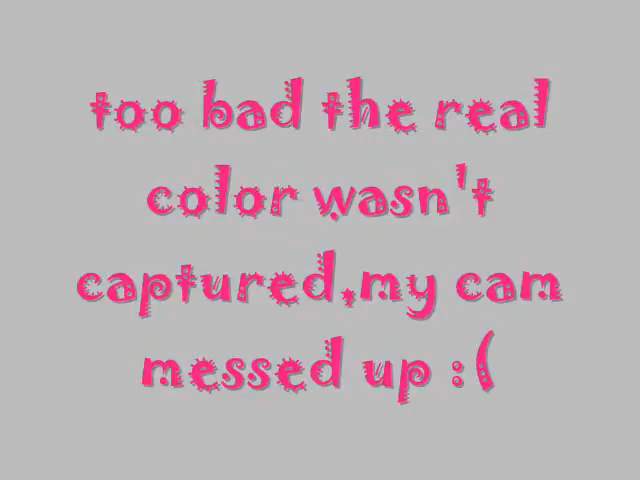 too bad the real
color wasn't
captured,my cam
messed up :(